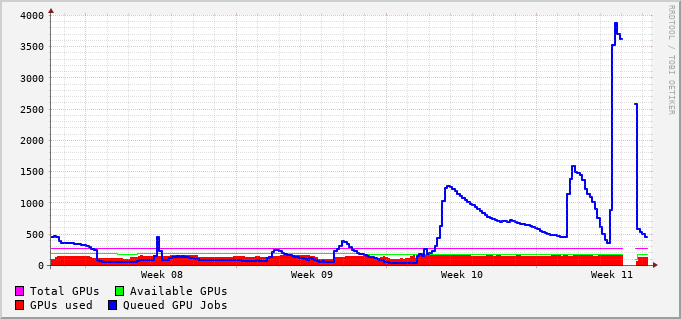 4000
3500
3000
2500
2000
1500
1000
500
0
Week 08 Week 09 Week 10 Week 11
Total GPUs Available GPUs
GPUs used Queued GPU Jobs
RRDTOOL / TOBI OETIKER